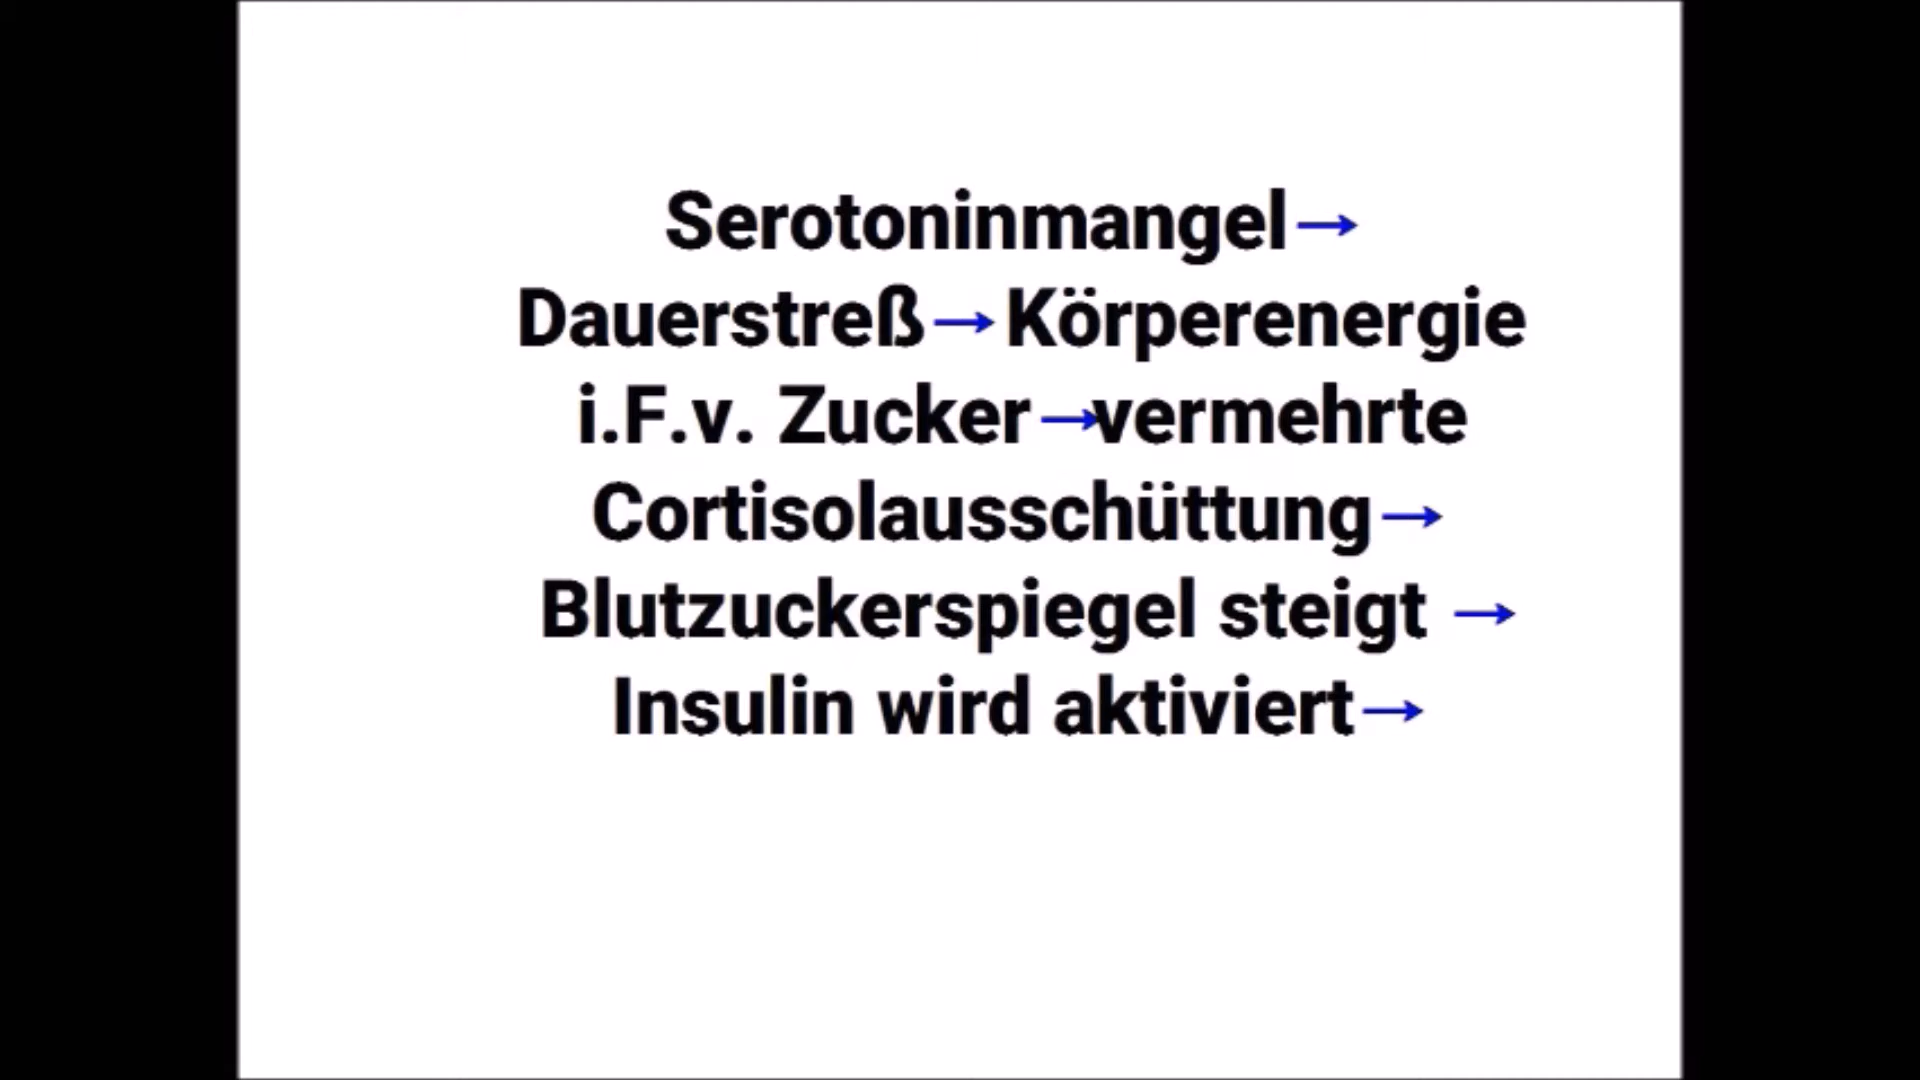 Serotoninmangel→
Dauerstreß→Körperenergie
i.F.v. Zucker→vermehrte
Cortisolausschüttung→
Blutzuckerspiegel steigt →
Insulin wird aktiviert→